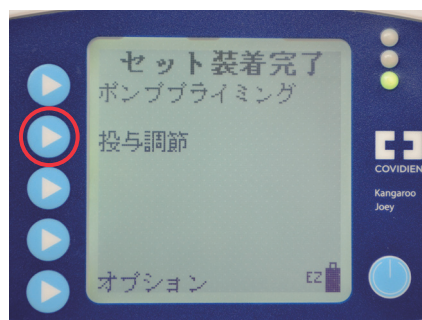 セット装着完了
ポンププライミング
投与調節
オプション
EZ
COVIDIEN
Kangaroo
Joey